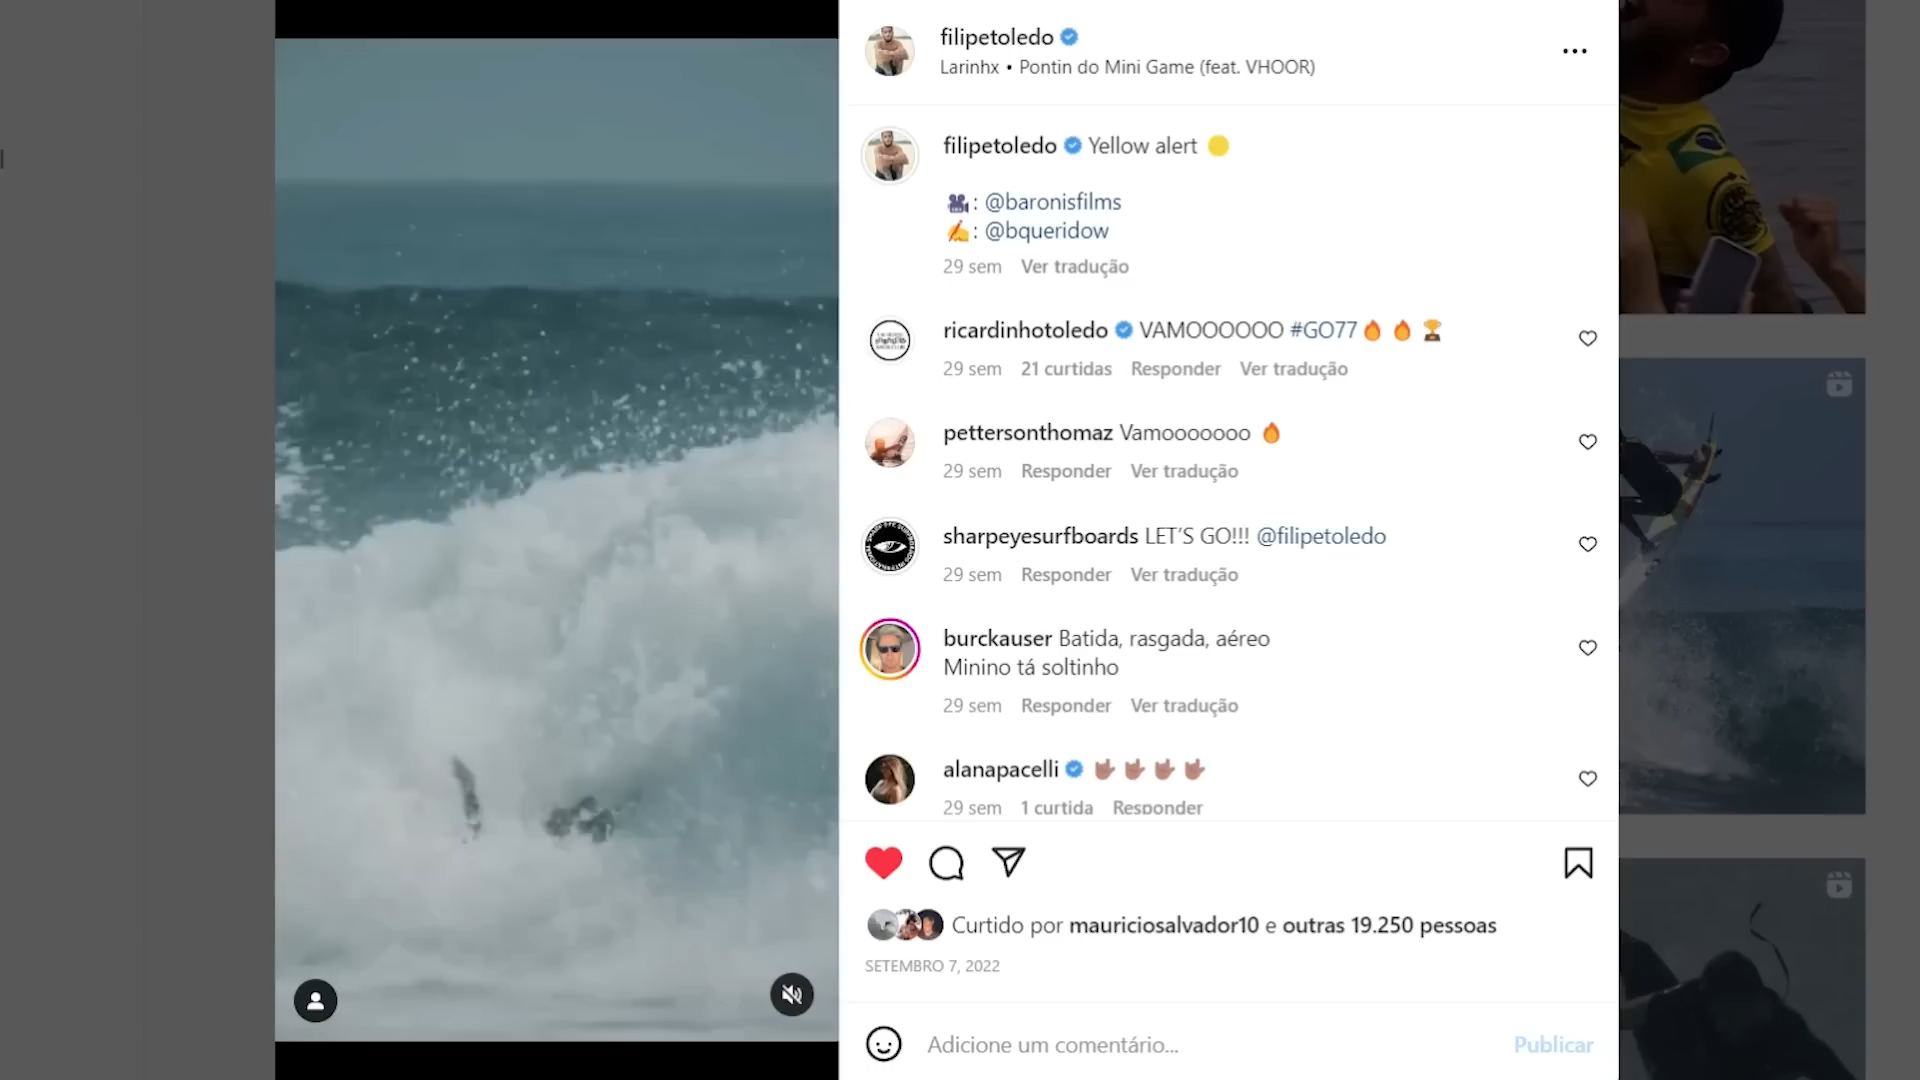 filipetoledo
Larinhx • Pontin do Mini Game (feat. VHOOR)
filipetoledo Yellow alert 🟡
🎥: @baronisfilms
✍️: @bqueridow
29 sem Ver tradução
ricardinhotoledo VAMOOOOOO #GO77🔥 🔥 🏆
29 sem 21 curtidas Responder Ver tradução
pettersonthomaz Vamooooooo 🔥
29 sem Responder Ver tradução
sharpeyesurfboards LET’S GO!!! @filipetoledo
29 sem Responder Ver tradução
burckauser Batida, rasgada, aéreo
Minino tá soltinho
29 sem Responder Ver tradução
alanapacelli 🤟🏽 🤟🏽 🤟🏽 🤟🏽
29 sem 1 curtida Responder
Curtido por mauriciosalvador10 e outras 19.250 pessoas
SETEMBRO 7, 2022
Adicione um comentário...
Publicar